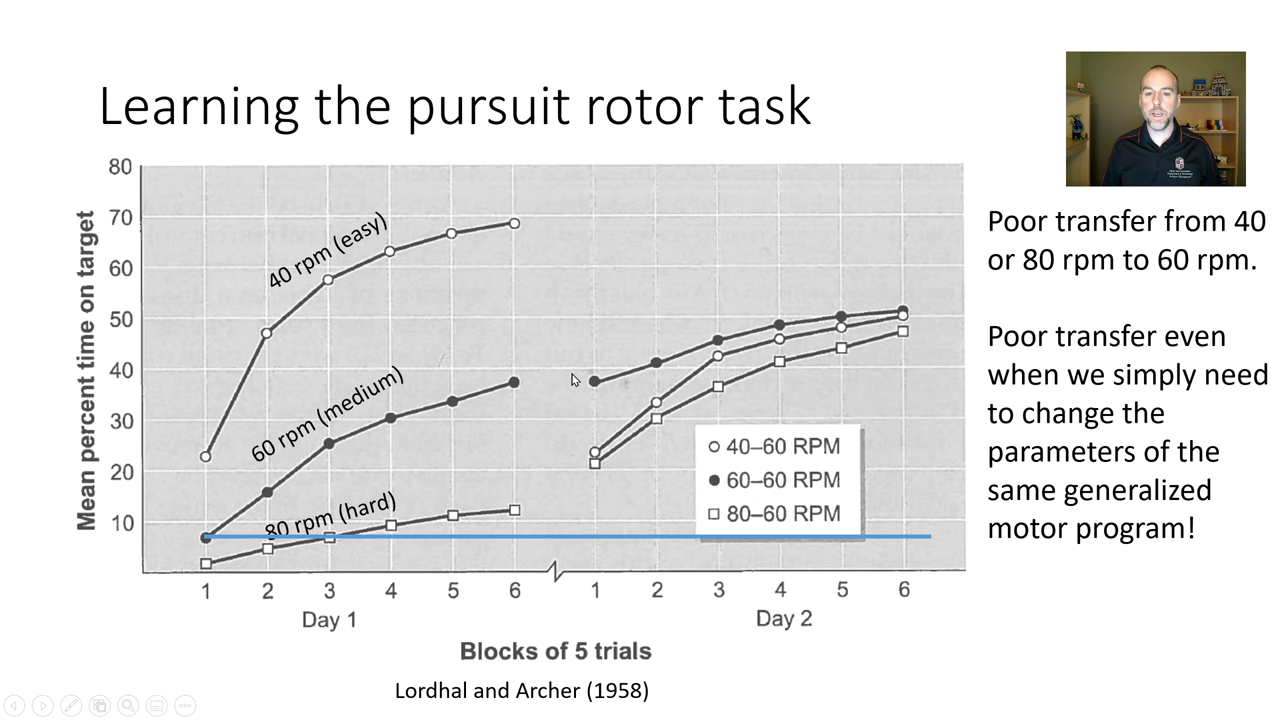 Learning the pursuit rotor task
Poor transfer from 40
or 80 rpm to 60 rpm.
Poor transfer even
when we simply need
to change the
parameters of the
same generalized
motor program!
Mean percent time on target
80
70
60
50
40
30
20
10
40 rpm (easy)
60 rpm (medium)
80 rpm (hard)
40–60 RPM
60–60 RPM
80–60 RPM
1 2 3 4 5 6 1 2 3 4 5 6
Day 1 Day 2
Blocks of 5 trials
Lordhal and Archer (1958)